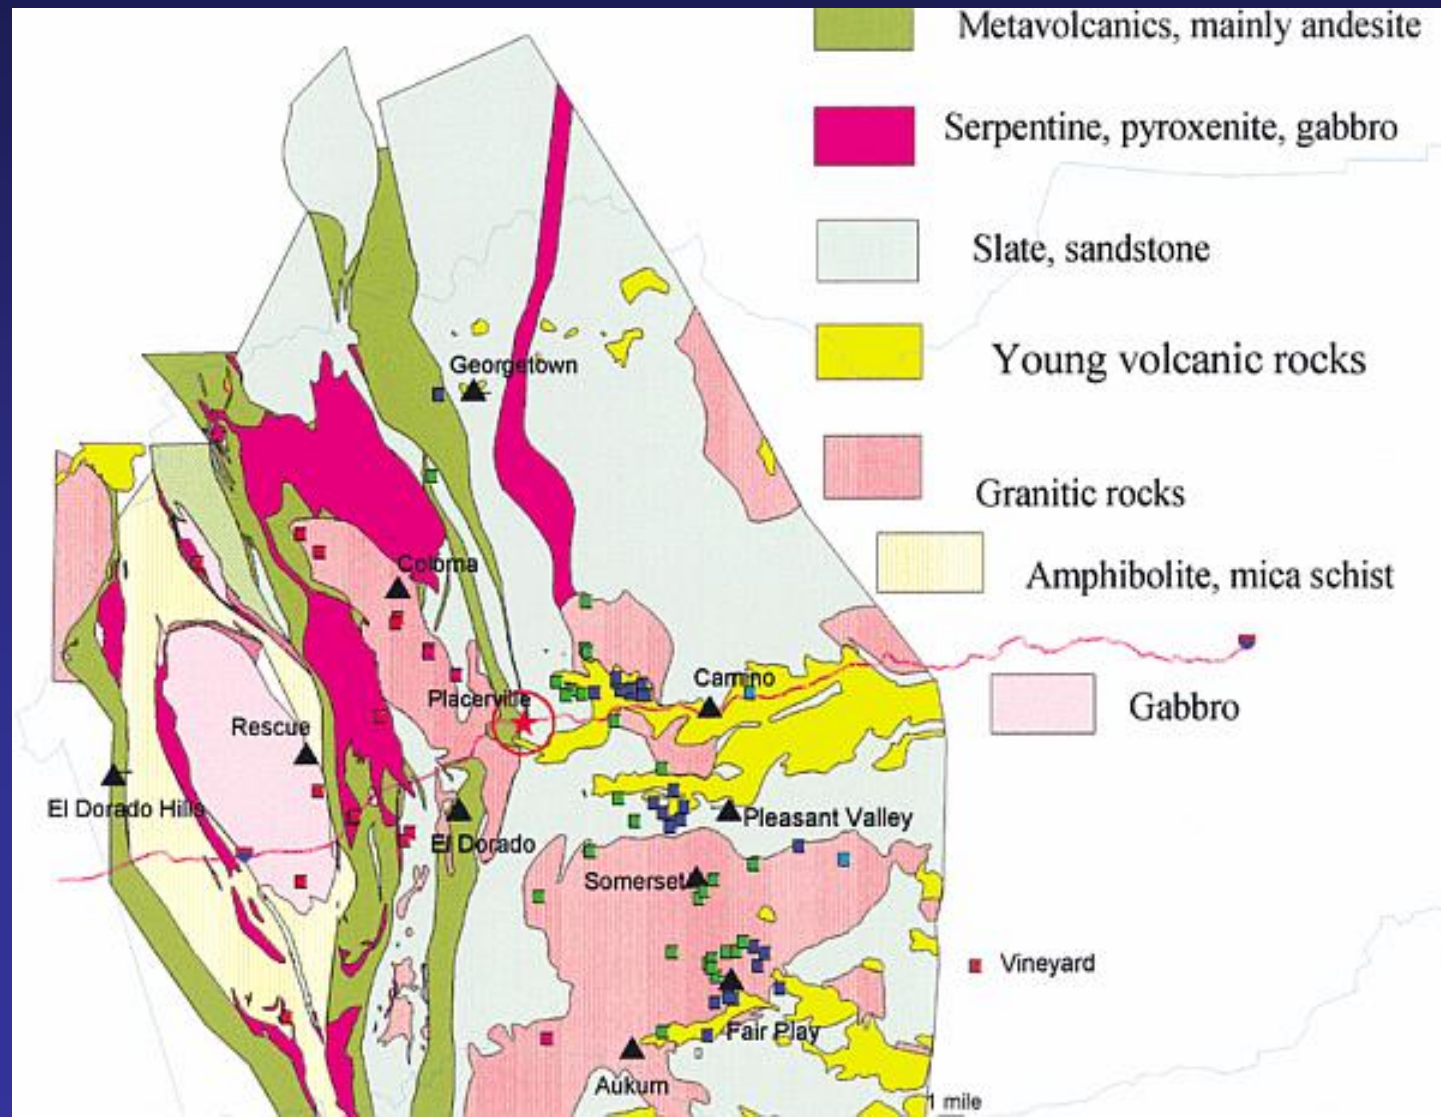 Metavolcanics, mainly andesite
Serpentine, pyroxenite, gabbro
Slate, sandstone
Young volcanic rocks
Georgetown
Granitic rocks
Coloma
Amphibolite, mica schist
Camino
Placerville
Gabbro
Rescue
El Dorado Hills
Pleasant Valley
El Dorado
Somerset
Vineyard
Fair Play
Aukum
1 mile